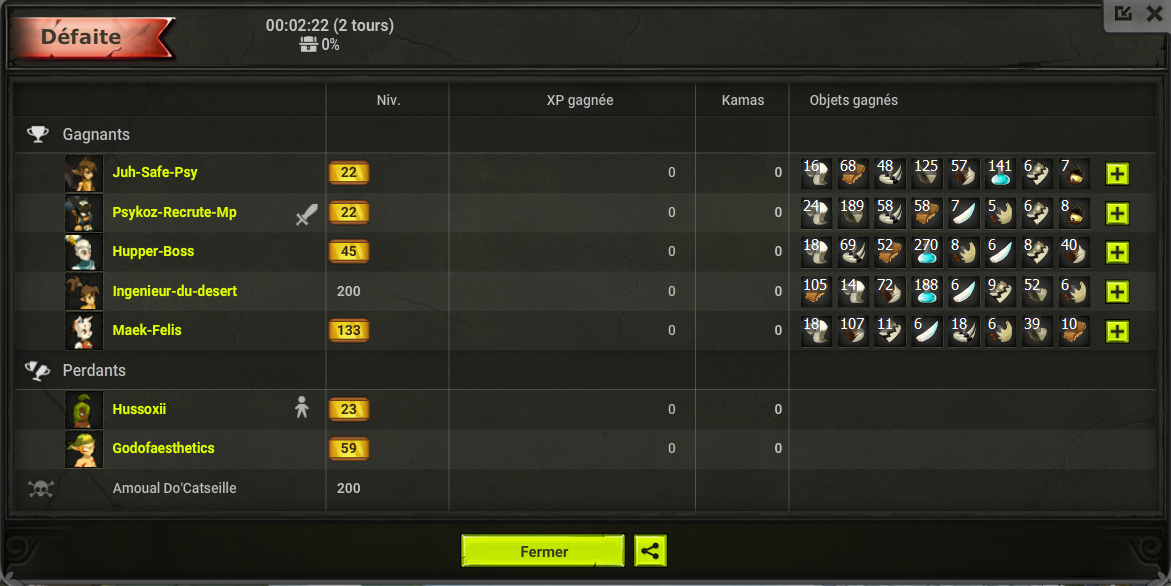 Défaite
00:02:22 (2 tours)
0%
Niv. XP gagnée Kamas Objets gagnés
Gagnants
Juh-Safe-Psy 22 0 0 16 68 48 125 57 141 6 7
Psykoz-Recrute-Mp 22 0 0 24 189 58 58 7 5 6 8
Hupper-Boss 45 0 0 18 69 52 270 8 6 8 40
Ingenieur-du-desert 200 0 0 105 14 72 188 6 9 52 6
Maek-Felis 133 0 0 18 107 11 6 18 6 39 10
Perdants
Hussoxii 23 0 0
Godofaesthetics 59 0 0
Amoual Do'Catseille 200
Fermer